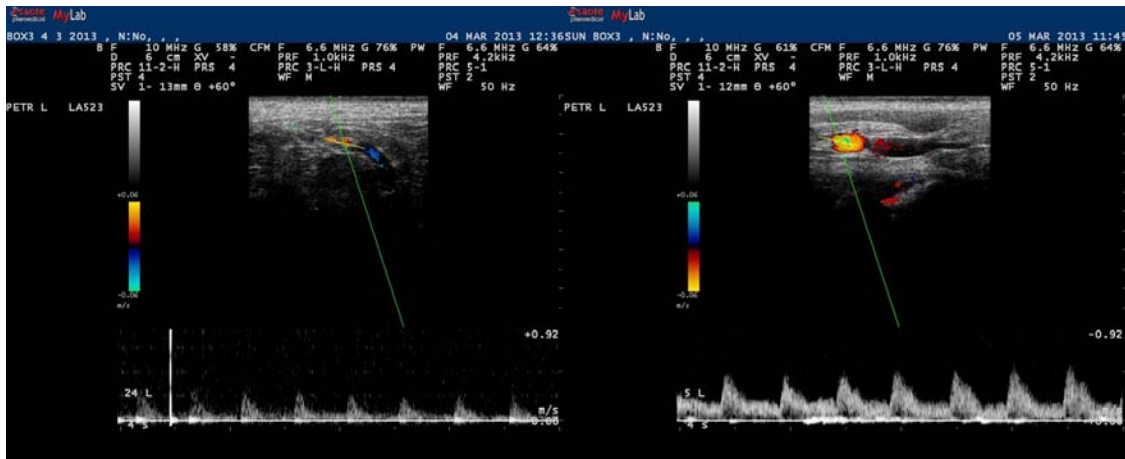 esaote MyLab
piemedical
BOX3 4 3 2013 , N:No, , , 04 MAR 2013 12:36
B F 10 MHz G 58% CFM F 6.6 MHz G 76% PW F 6.6 MHz G 64%
D 6 cm XV - PRF 1.0kHz PRF 4.2kHz
PRC 11-2-H PRS 4 PRC 3-L-H PRS 4 PRC 5-1
PST 4 WF M PST 2
SV 1- 13mm θ +60° WF 50 Hz
PETR L LA523
+0.06
-0.06
m/s
+0.92
24 L
m/s
0.00
-4 s
esaote MyLab
piemedical
SUN BOX3 , N:No, , , 05 MAR 2013 11:45
B F 10 MHz G 61% CFM F 6.6 MHz G 76% PW F 6.6 MHz G 64%
D 6 cm XV - PRF 1.0kHz PRF 4.2kHz
PRC 11-2-H PRS 4 PRC 3-L-H PRS 4 PRC 5-1
PST 4 WF M PST 2
SV 1- 12mm θ +60° WF 50 Hz
PETR L LA523
+0.06
-0.06
m/s
-0.92
5 L
m/s
-4 s